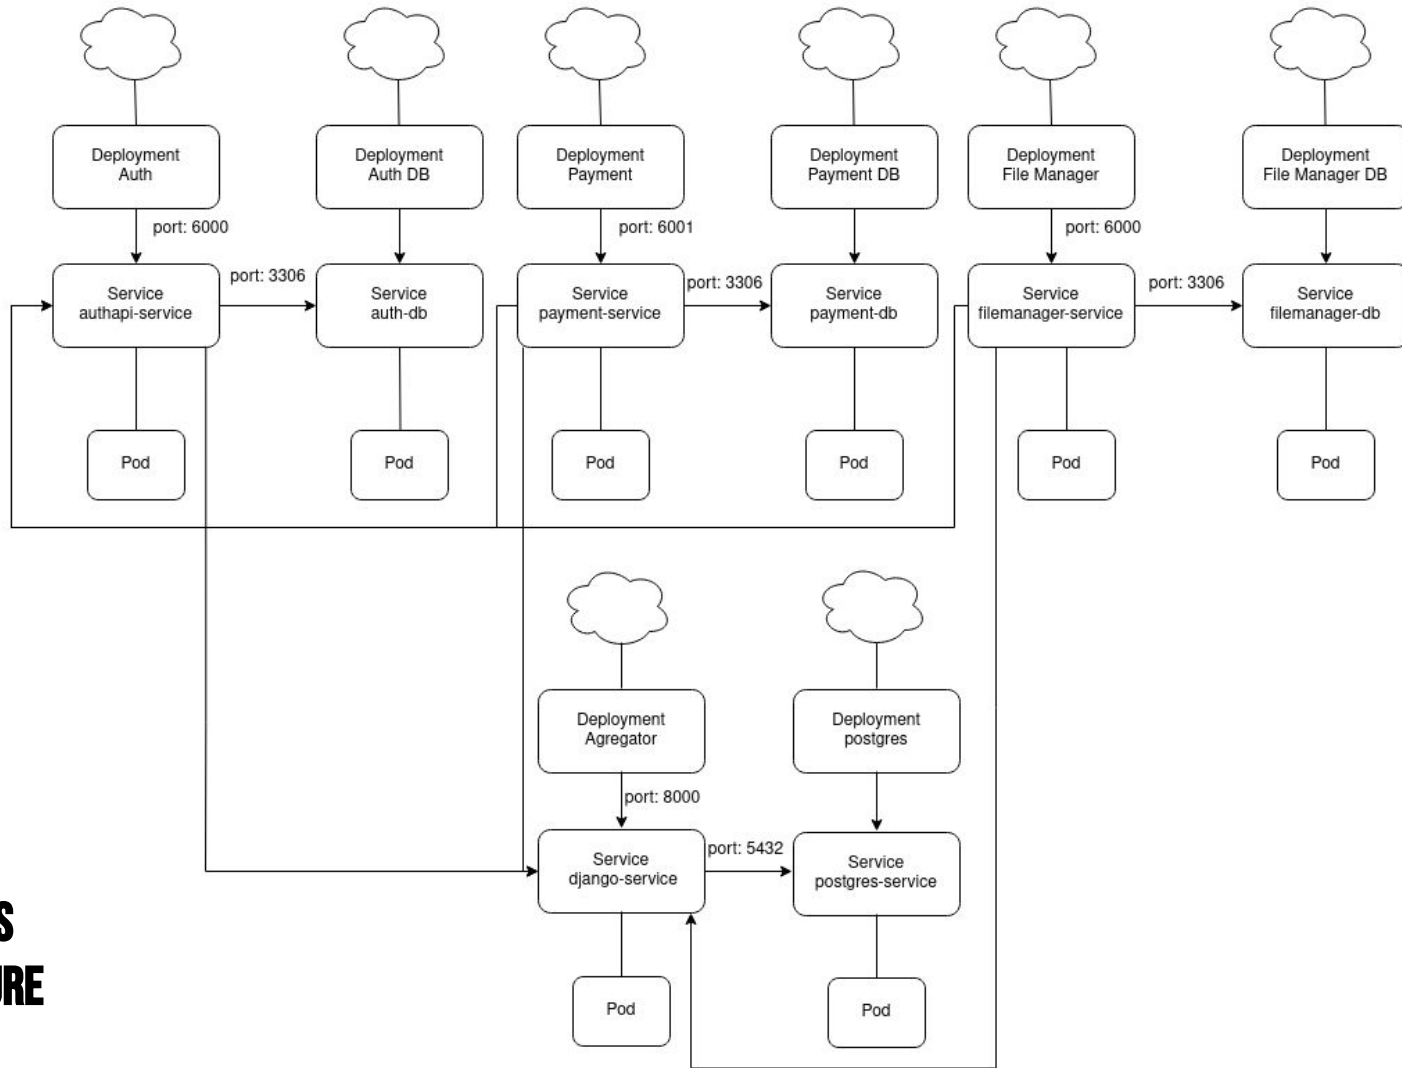 Deployment
Auth
Deployment
Auth DB
Deployment
Payment
Deployment
Payment DB
Deployment
File Manager
Deployment
File Manager DB
port: 6000
port: 6001
port: 6000
Service
authapi-service
port: 3306
Service
auth-db
Service
payment-service
port: 3306
Service
payment-db
Service
filemanager-service
port: 3306
Service
filemanager-db
Pod
Pod
Pod
Pod
Pod
Pod
Deployment
Agregator
Deployment
postgres
port: 8000
Service
django-service
port: 5432
Service
postgres-service
Pod
Pod